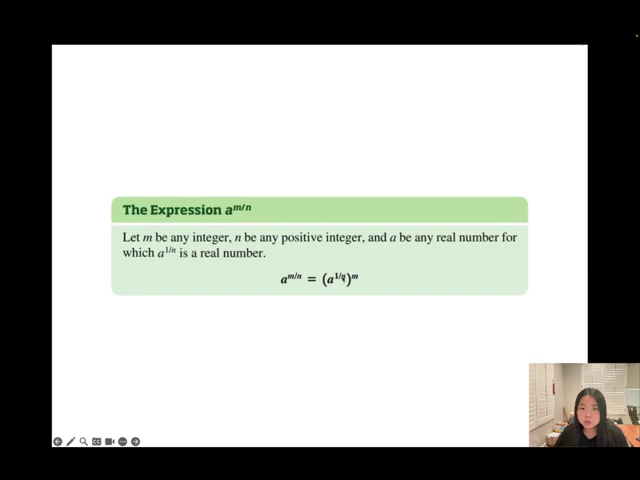 The Expression a^m/n
Let m be any integer, n be any positive integer, and a be any real number for
which a^1/n is a real number.
a^m/n = (a^1/n)^m